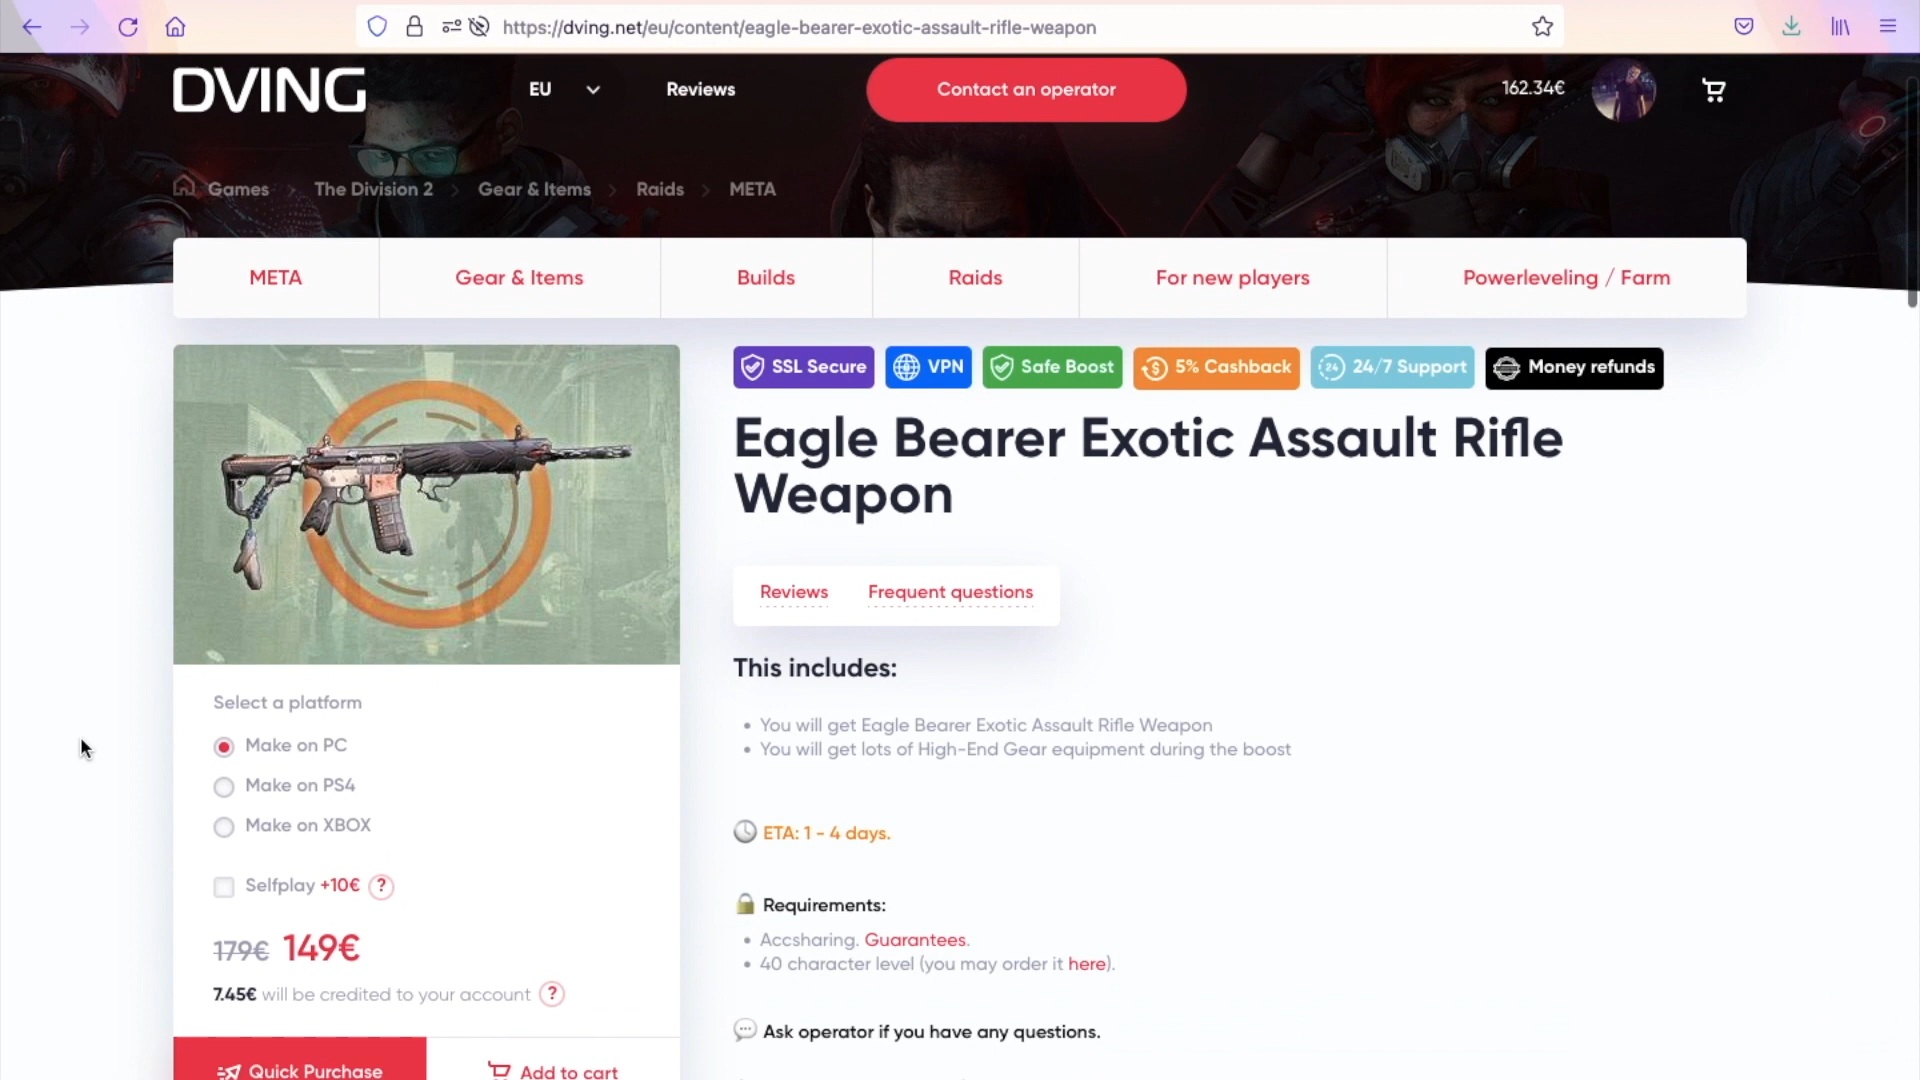 https://dving.net/eu/content/eagle-bearer-exotic-assault-rifle-weapon
DVING
EU
Reviews
Contact an operator
162.34€
Games
The Division 2
Gear & Items
Raids
META
META
Gear & Items
Builds
Raids
For new players
Powerleveling / Farm
SSL Secure
VPN
Safe Boost
5% Cashback
24/7 Support
Money refunds
Eagle Bearer Exotic Assault Rifle
Weapon
Reviews
Frequent questions
This includes:
• You will get Eagle Bearer Exotic Assault Rifle Weapon
• You will get lots of High-End Gear equipment during the boost
ETA: 1 - 4 days.
Requirements:
• Accsharing. Guarantees.
• 40 character level (you may order it here).
Ask operator if you have any questions.
Select a platform
Make on PC
Make on PS4
Make on XBOX
Selfplay +10€ ?
179€ 149€
7.45€ will be credited to your account ?
Quick Purchase
Add to cart